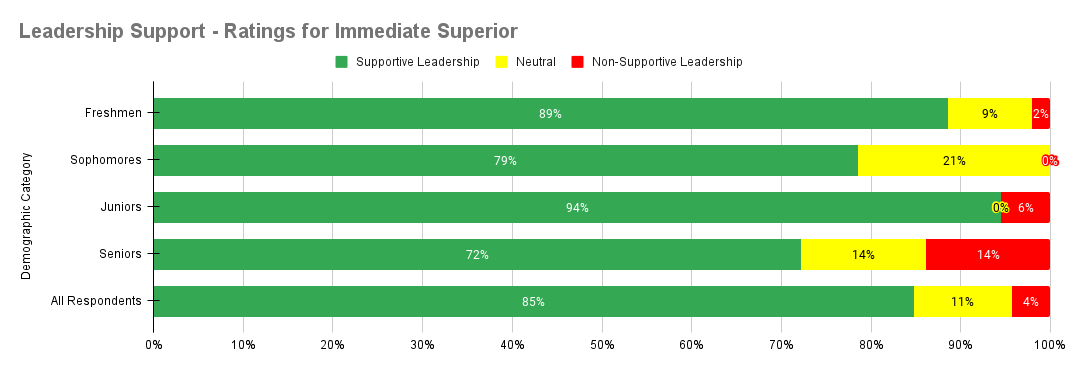 Leadership Support - Ratings for Immediate Superior
Supportive Leadership Neutral Non-Supportive Leadership
Demographic Category
Freshmen 89% 9% 2%
Sophomores 79% 21% 0%
Juniors 94% 0% 6%
Seniors 72% 14% 14%
All Respondents 85% 11% 4%
0% 10% 20% 30% 40% 50% 60% 70% 80% 90% 100%